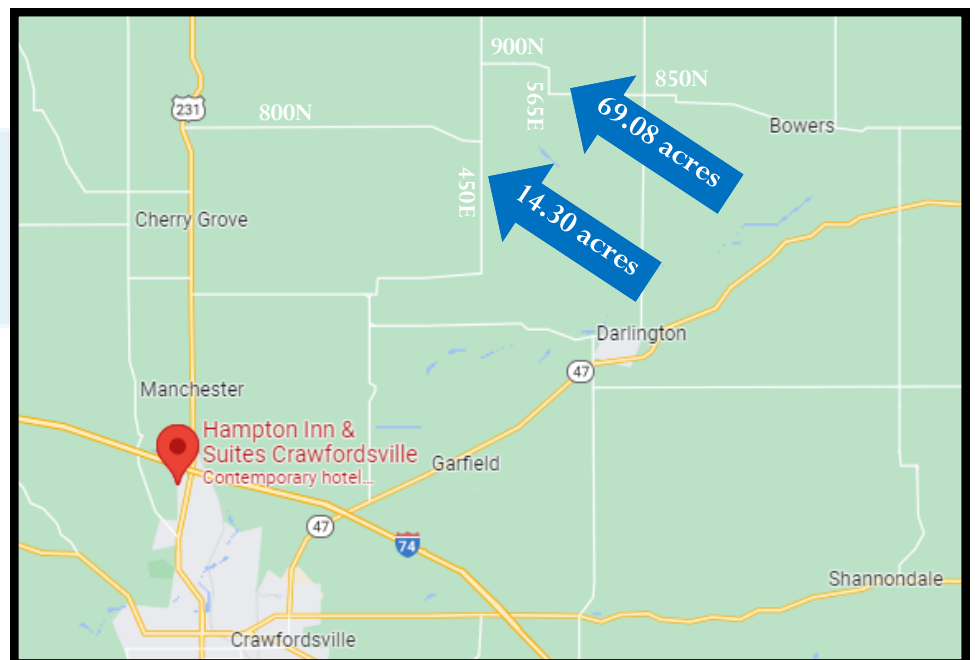 900N
850N
565E
69.08 acres
231
800N
Bowers
450E
14.30 acres
Cherry Grove
Darlington
47
Manchester
Hampton Inn &
Suites Crawfordsville
Contemporary hotel...
Garfield
47
74
Shannondale
Crawfordsville